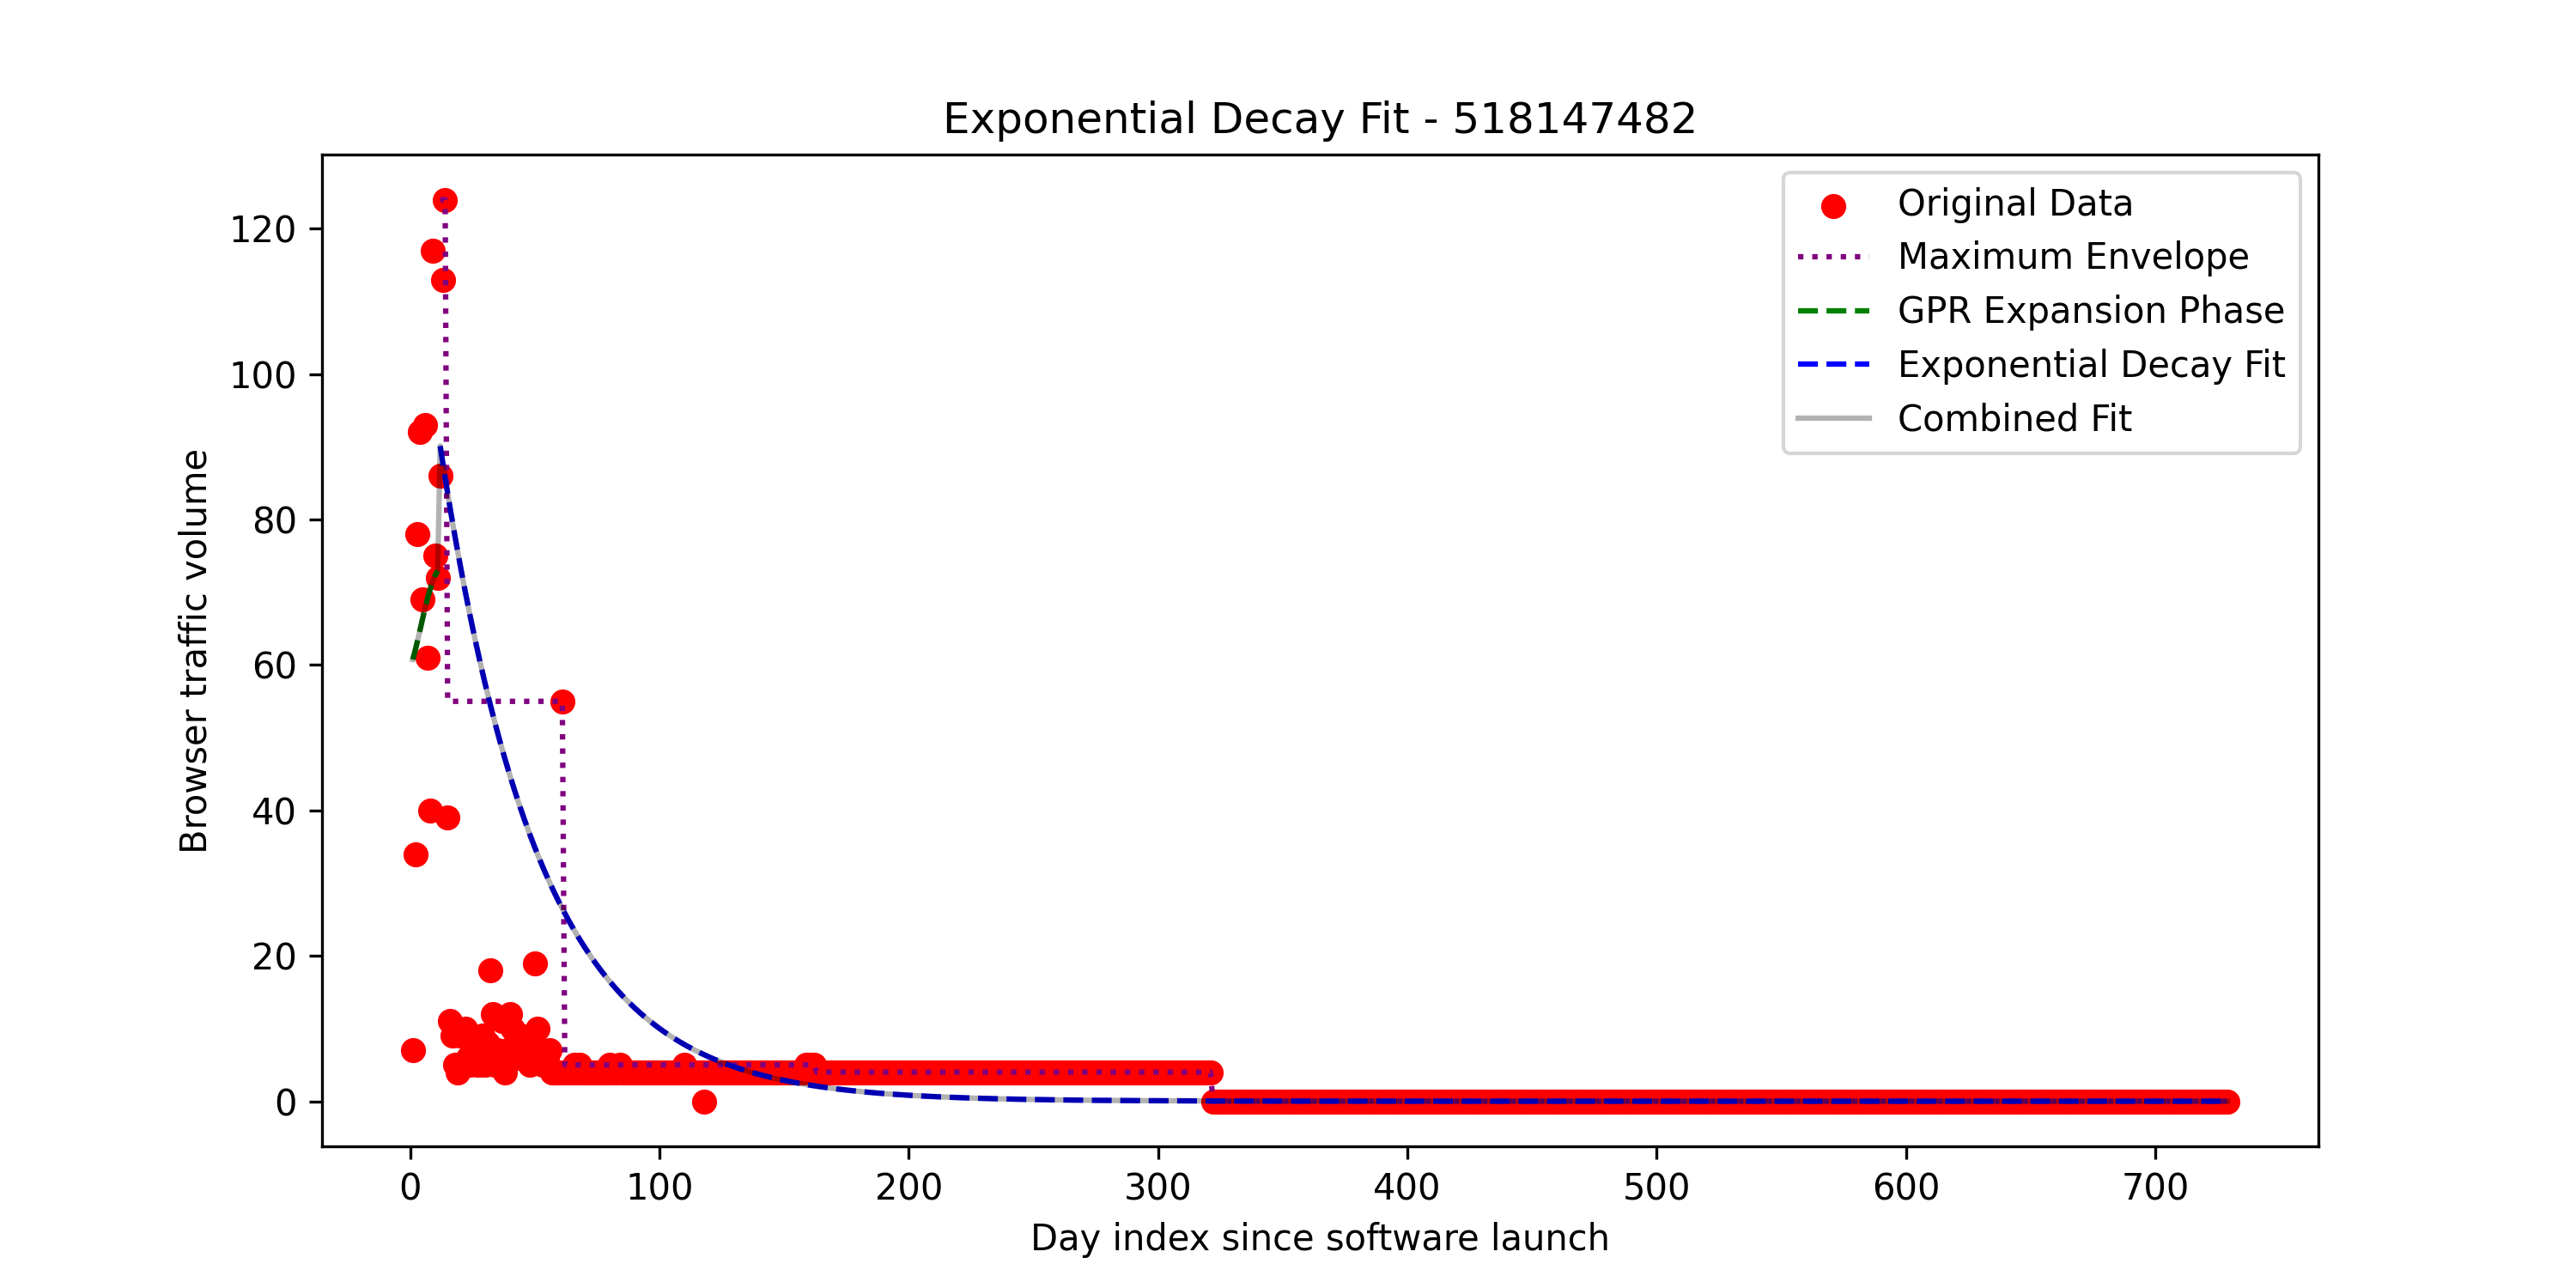 Exponential Decay Fit - 518147482
Original Data
Maximum Envelope
GPR Expansion Phase
Exponential Decay Fit
Combined Fit
Browser traffic volume
120
100
80
60
40
20
0
0 100 200 300 400 500 600 700
Day index since software launch